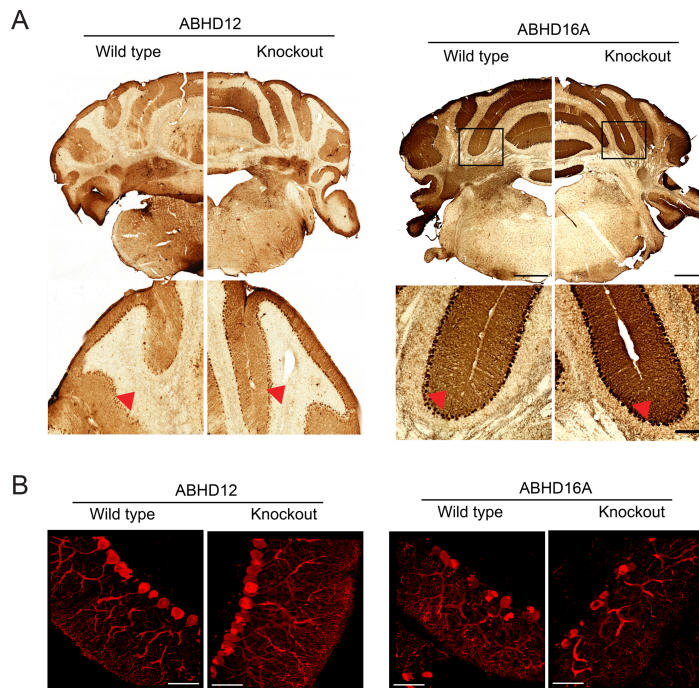 A
ABHD12
Wild type Knockout
ABHD16A
Wild type Knockout
B
ABHD12
Wild type Knockout
ABHD16A
Wild type Knockout